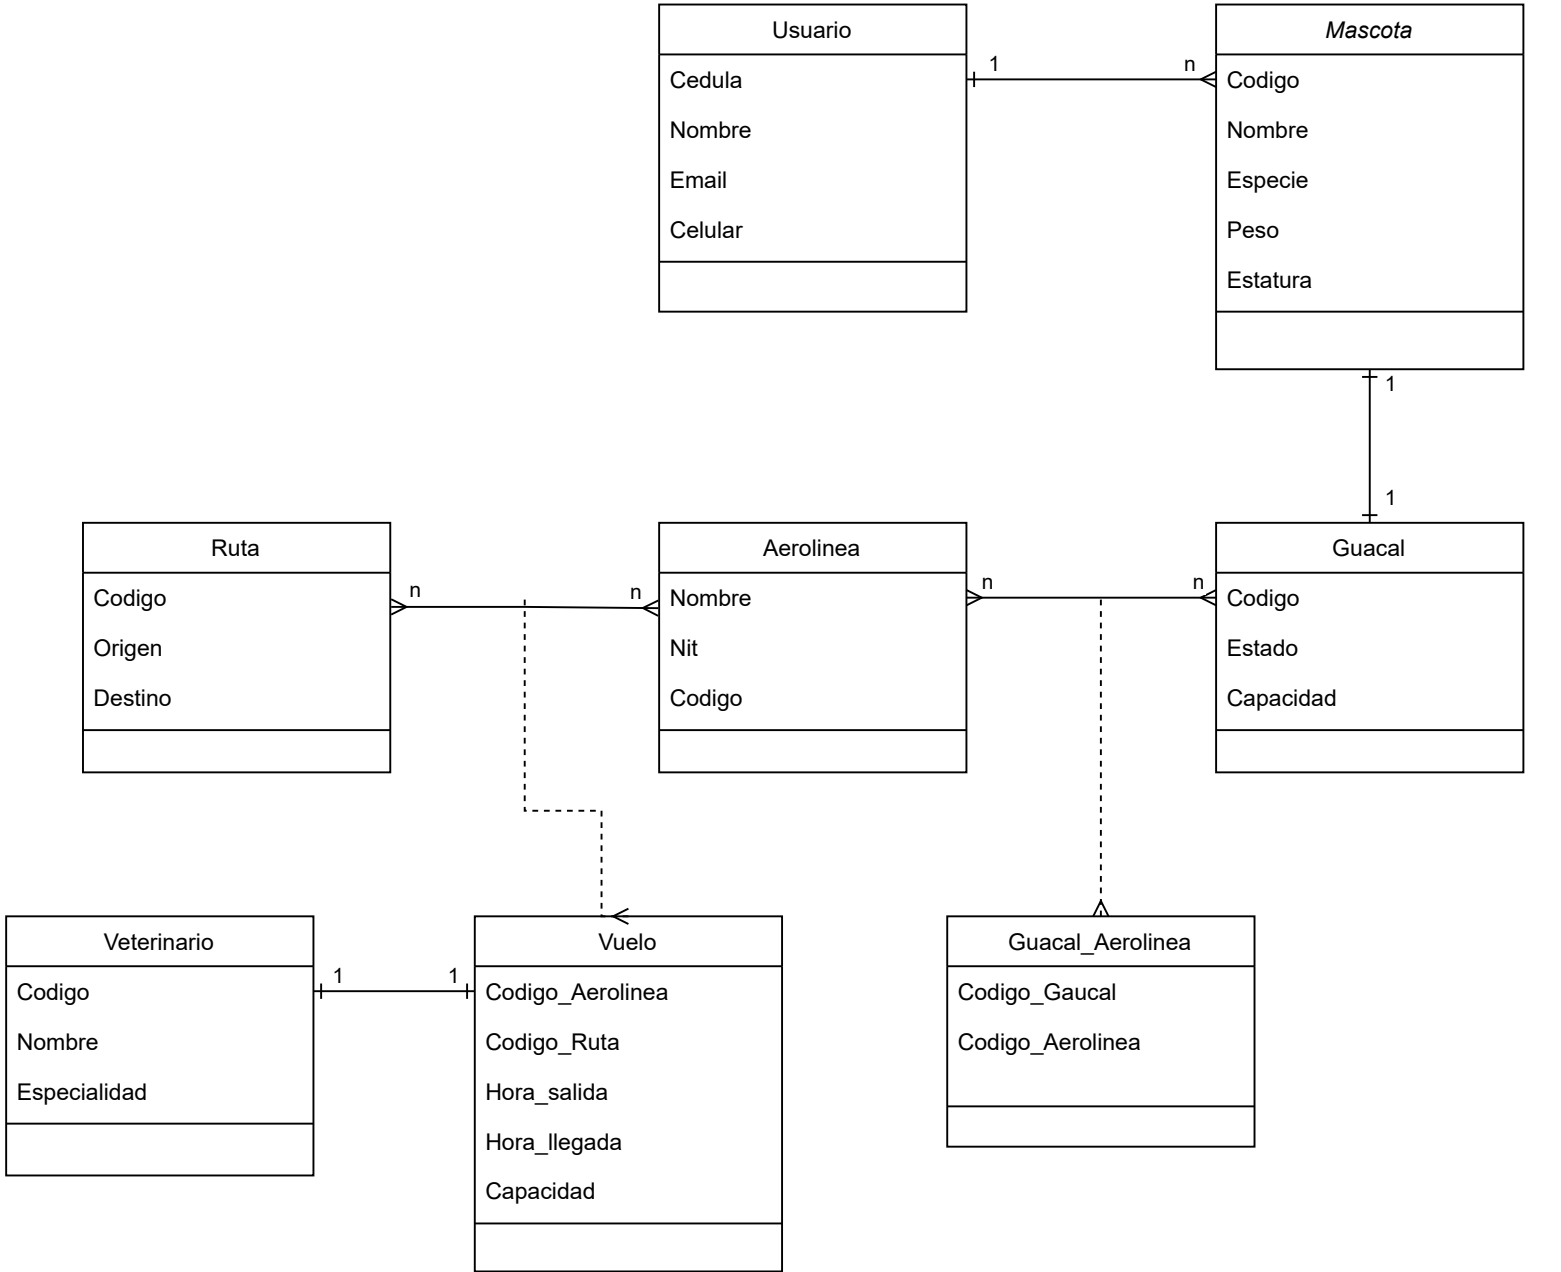 Usuario
Cedula
Nombre
Email
Celular
1
n
Mascota
Codigo
Nombre
Especie
Peso
Estatura
1
1
Ruta
Codigo
Origen
Destino
n
n
Aerolinea
Nombre
Nit
Codigo
n
n
Guacal
Codigo
Estado
Capacidad
Veterinario
Codigo
Nombre
Especialidad
1
1
Vuelo
Codigo_Aerolinea
Codigo_Ruta
Hora_salida
Hora_llegada
Capacidad
Guacal_Aerolinea
Codigo_Gaucal
Codigo_Aerolinea